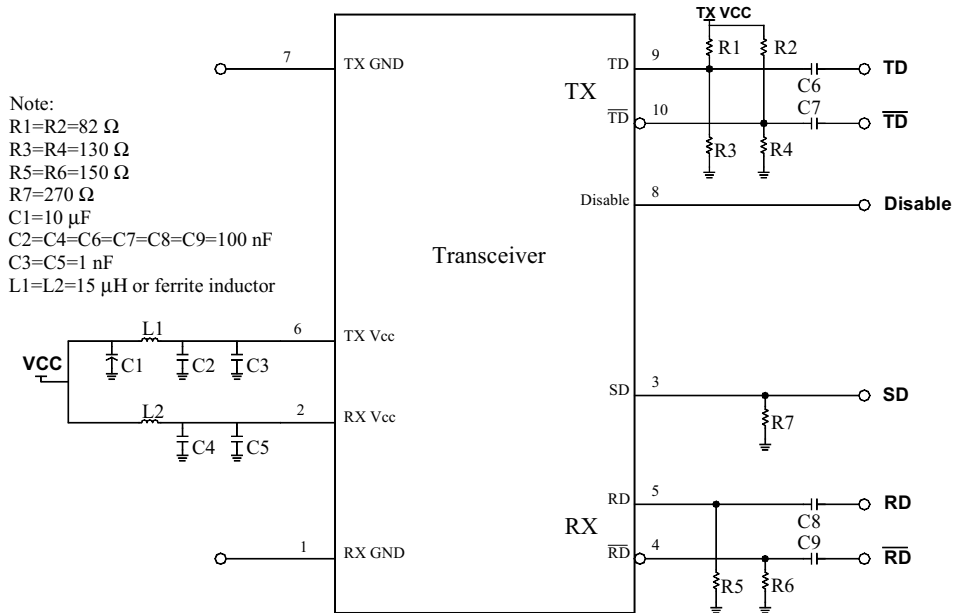 TX VCC
R1
R2
7
TX GND
TD
9
TX
C6
TD
C7
T̅D̅
10
T̅D̅
R3
R4
Note:
R1=R2=82 Ω
R3=R4=130 Ω
R5=R6=150 Ω
R7=270 Ω
C1=10 μF
C2=C4=C6=C7=C8=C9=100 nF
C3=C5=1 nF
L1=L2=15 μH or ferrite inductor
Disable
8
Disable
Transceiver
L1
6
TX Vcc
VCC
C1
C2
C3
SD
3
SD
R7
L2
2
RX Vcc
C4
C5
RD
5
RD
RX
C8
C9
R̅D̅
4
R̅D̅
1
RX GND
R5
R6